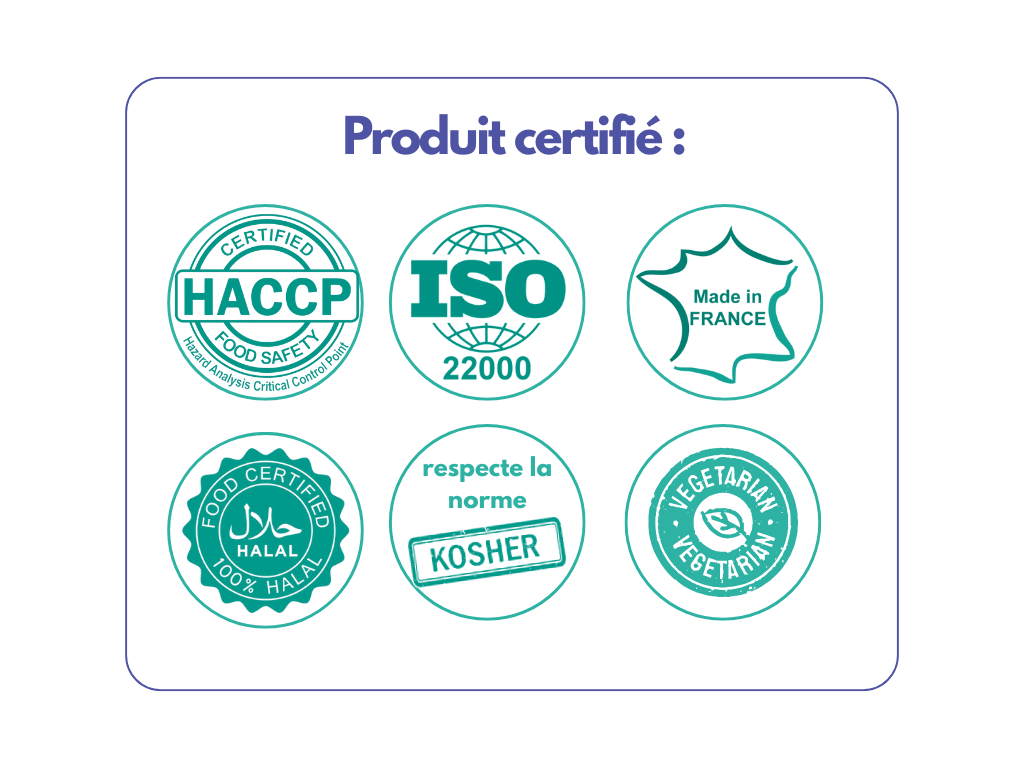 Produit certifié :
CERTIFIED
HACCP
FOOD SAFETY
Hazard Analysis Critical Control Point
ISO
22000
Made in
FRANCE
FOOD CERTIFIED
حلال
HALAL
100% HALAL
respecte la
norme
KOSHER
VEGETARIAN
VEGETARIAN